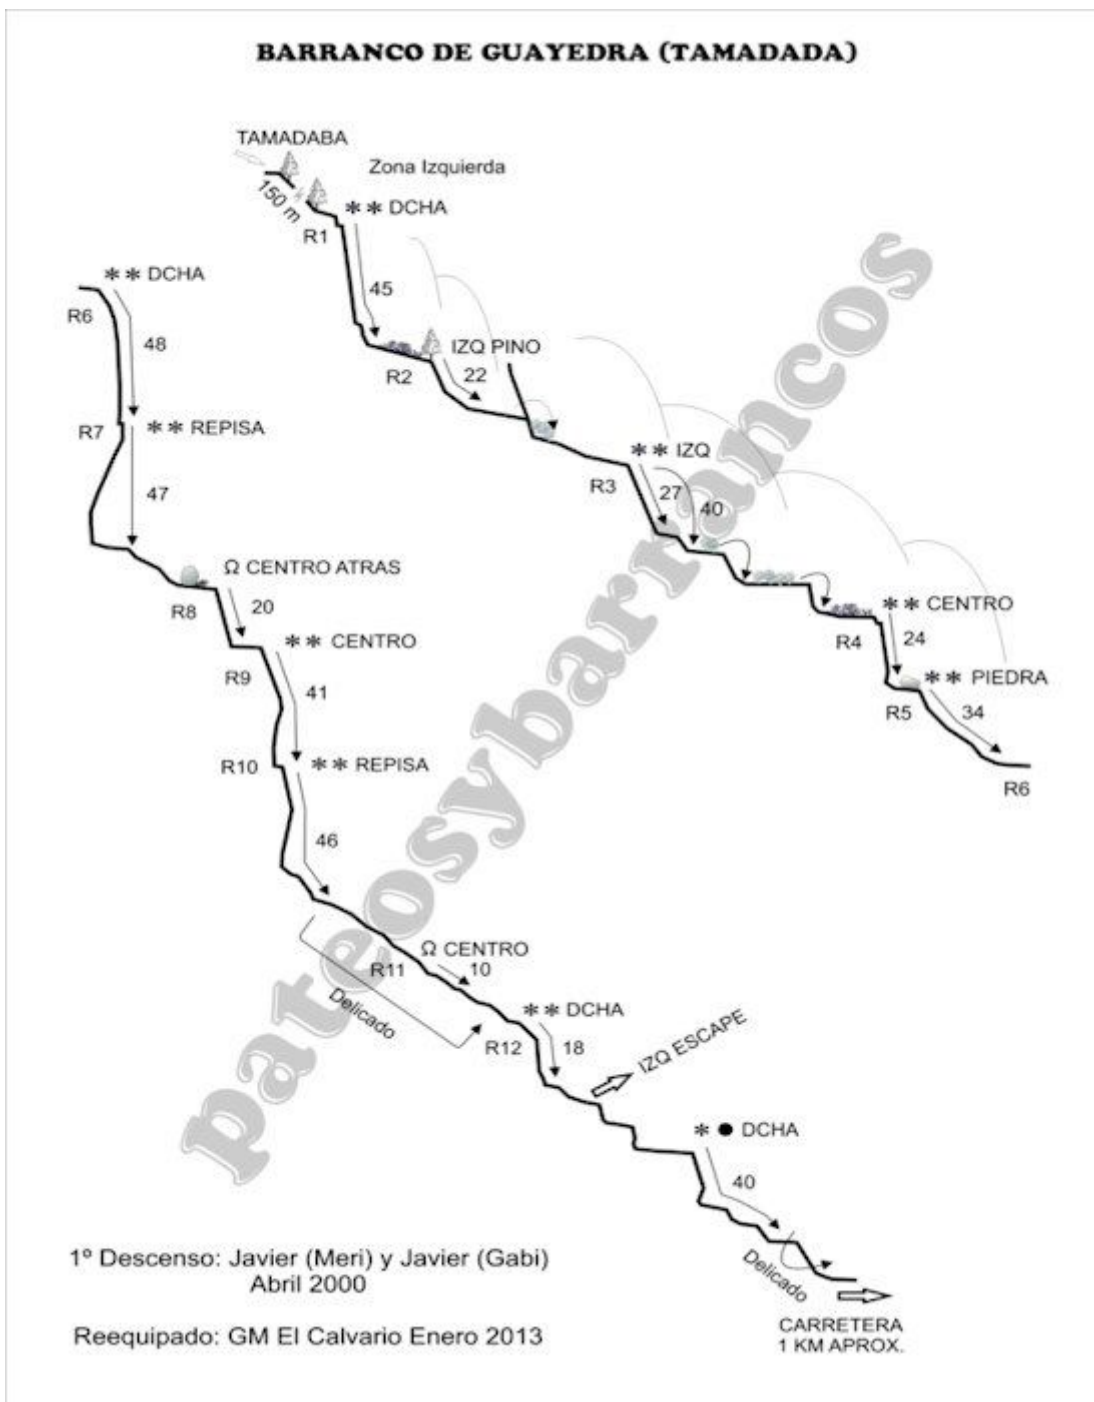 BARRANCO DE GUAYEDRA (TAMADADA)
TAMADABA
Zona Izquierda
150 m
** DCHA
R1
45
IZQ PINO
R2
22
** IZQ
R3
27
40
** CENTRO
R4
24
** PIEDRA
R5
34
R6
** DCHA
R6
48
R7
** REPISA
47
Ω CENTRO ATRAS
R8
20
** CENTRO
R9
41
R10
** REPISA
46
Ω CENTRO
R11
10
Delicado
** DCHA
R12
18
IZQ ESCAPE
* ● DCHA
40
Delicado
CARRETERA
1 KM APROX.
1º Descenso: Javier (Meri) y Javier (Gabi)
Abril 2000
Reequipado: GM El Calvario Enero 2013
pateosybarrancos